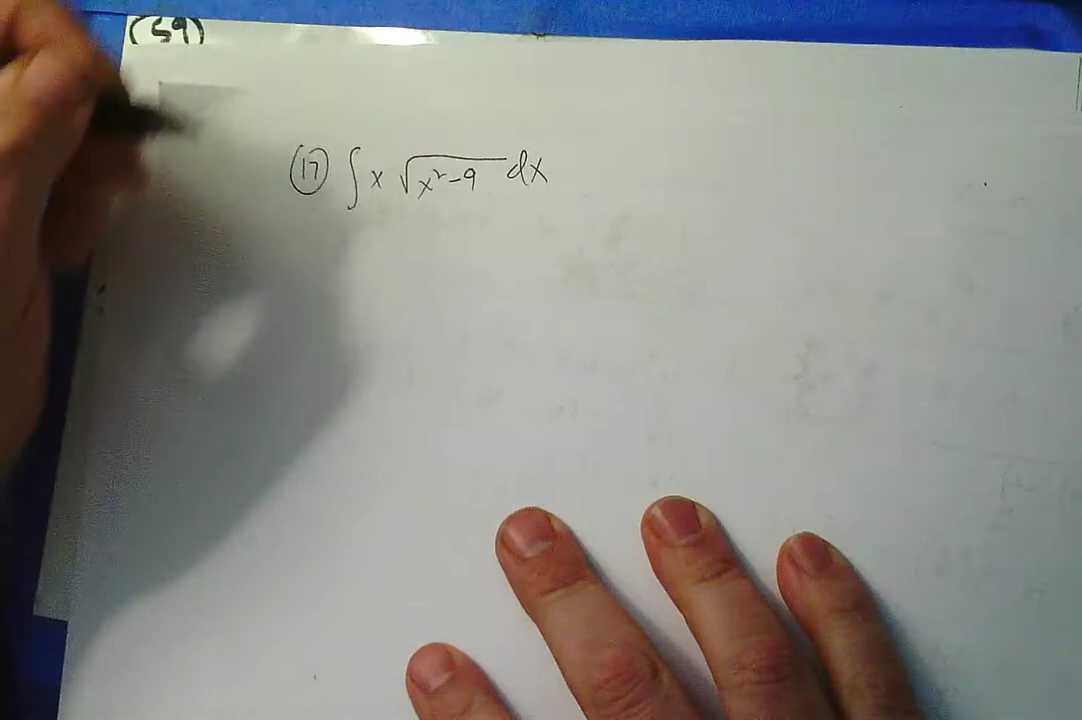 (59)
⑰ ∫ x √(x²-9) dx